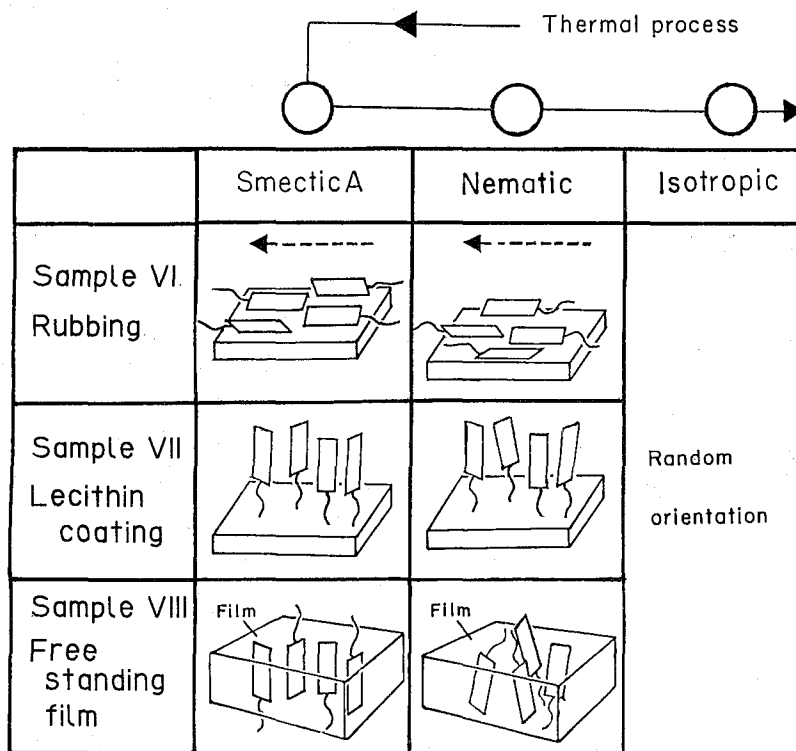 Thermal process
Smectic A
Nematic
Isotropic
Sample VI.
Rubbing
Sample VII
Lecithin
coating
Random
orientation
Sample VIII
Free
standing
film
Film
Film